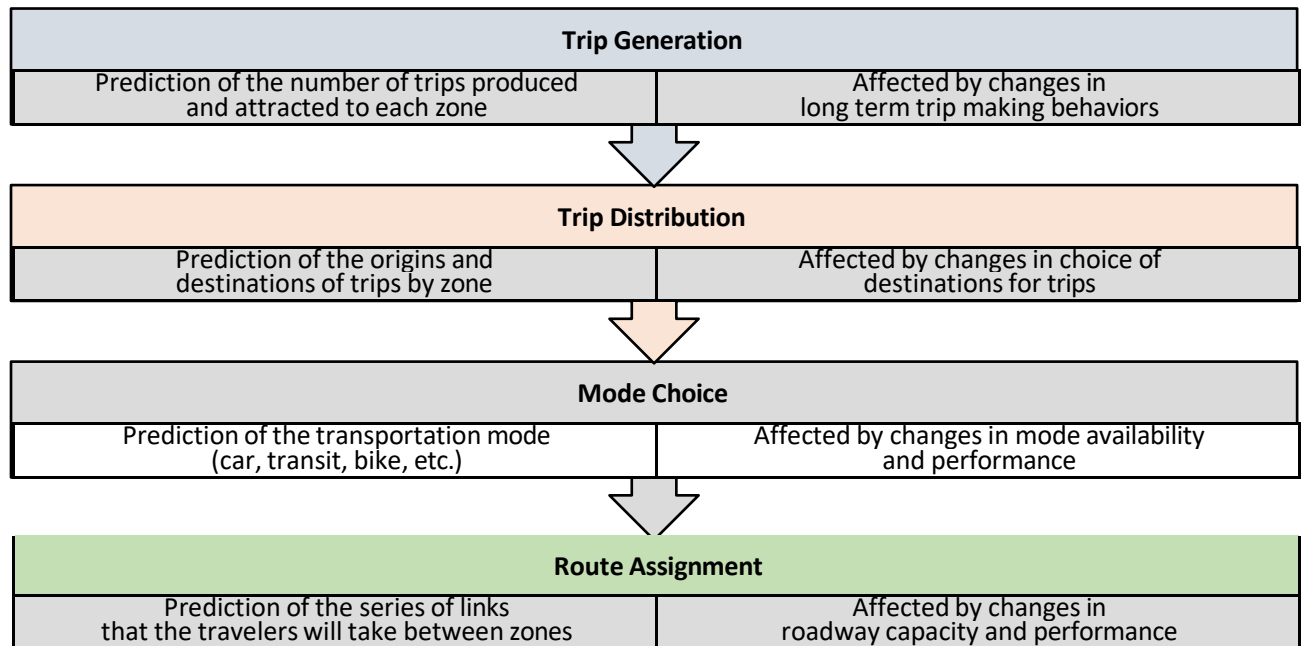 Trip Generation
Prediction of the number of trips produced
and attracted to each zone
Affected by changes in
long term trip making behaviors
Trip Distribution
Prediction of the origins and
destinations of trips by zone
Affected by changes in choice of
destinations for trips
Mode Choice
Prediction of the transportation mode
(car, transit, bike, etc.)
Affected by changes in mode availability
and performance
Route Assignment
Prediction of the series of links
that the travelers will take between zones
Affected by changes in
roadway capacity and performance